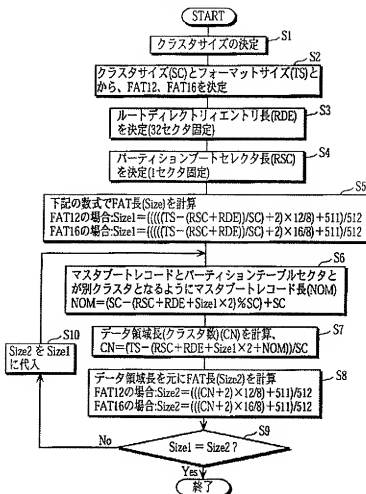 START
S1
クラスタサイズの決定
S2
クラスタサイズ(SC)とフォーマットサイズ(TS)と
から、FAT12、FAT16を決定
S3
ルートディレクトリィエントリ長(RDE)
を決定(32セクタ固定)
S4
パーティションブートセレクタ長(RSC)
を決定(1セクタ固定)
S5
下記の数式でFAT長(Size)を計算
FAT12の場合:Size1=(((((TS−(RSC+RDE))/SC)+2)×12/8)+511)/512
FAT16の場合:Size1=(((((TS−(RSC+RDE))/SC)+2)×16/8)+511)/512
S6
マスタブートレコードとパーティションテーブルセクタと
が別クラスタとなるようにマスタブートレコード長(NOM)
NOM=(SC−(RSC+RDE+Size1×2)%SC)+SC
S7
データ領域長(クラスタ数)(CN)を計算、
CN=(TS−(RSC+RDE+Size1×2+NOM))/SC
S8
データ領域長を元にFAT長(Size2)を計算
FAT12の場合:Size2=(((CN+2)×12/8)+511)/512
FAT16の場合:Size2=(((CN+2)×16/8)+511)/512
S10
Size2をSize1
に代入
S9
No
Size1=Size2?
Yes
終了